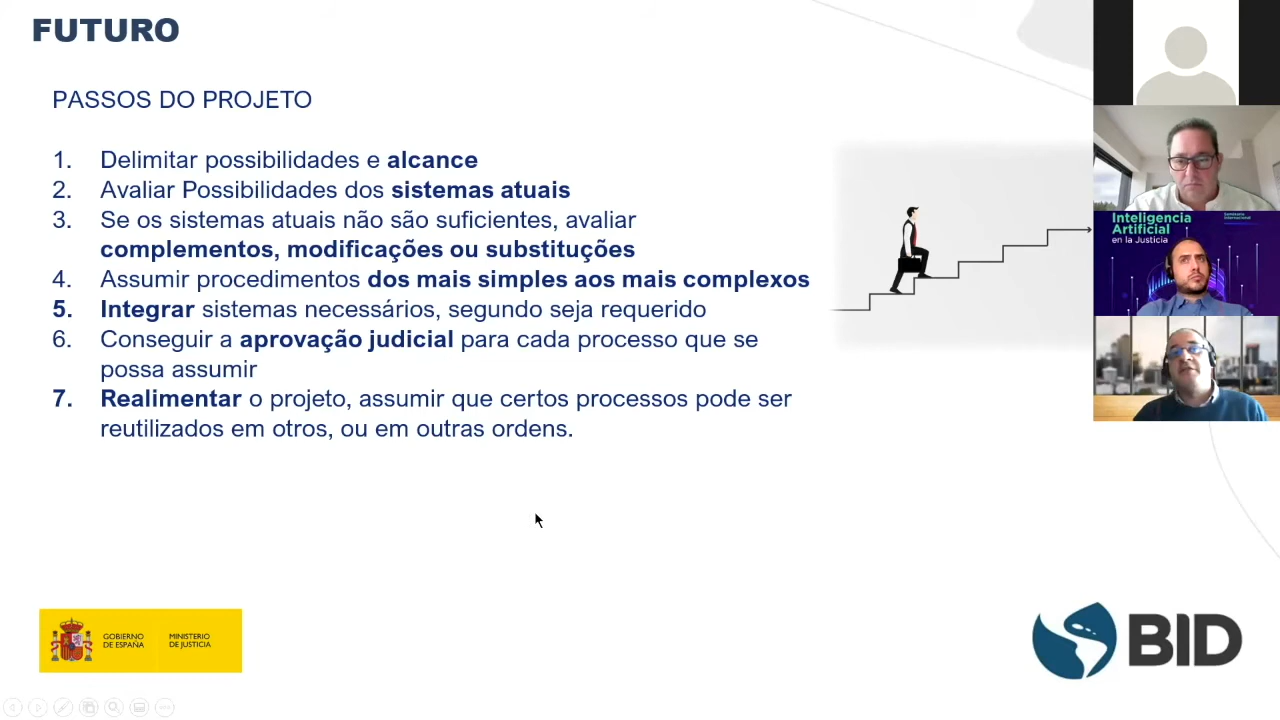 FUTURO
PASSOS DO PROJETO
1. Delimitar possibilidades e alcance
2. Avaliar Possibilidades dos sistemas atuais
3. Se os sistemas atuais não são suficientes, avaliar
complementos, modificações ou substituções
4. Assumir procedimentos dos mais simples aos mais complexos
5. Integrar sistemas necessários, segundo seja requerido
6. Conseguir a aprovação judicial para cada processo que se
possa assumir
7. Realimentar o projeto, assumir que certos processos pode ser
reutilizados em otros, ou em outras ordens.
Inteligencia
Artificial
en la Justicia
Seminario
Internacional
GOBIERNO
DE ESPAÑA
MINISTERIO
DE JUSTICIA
BID